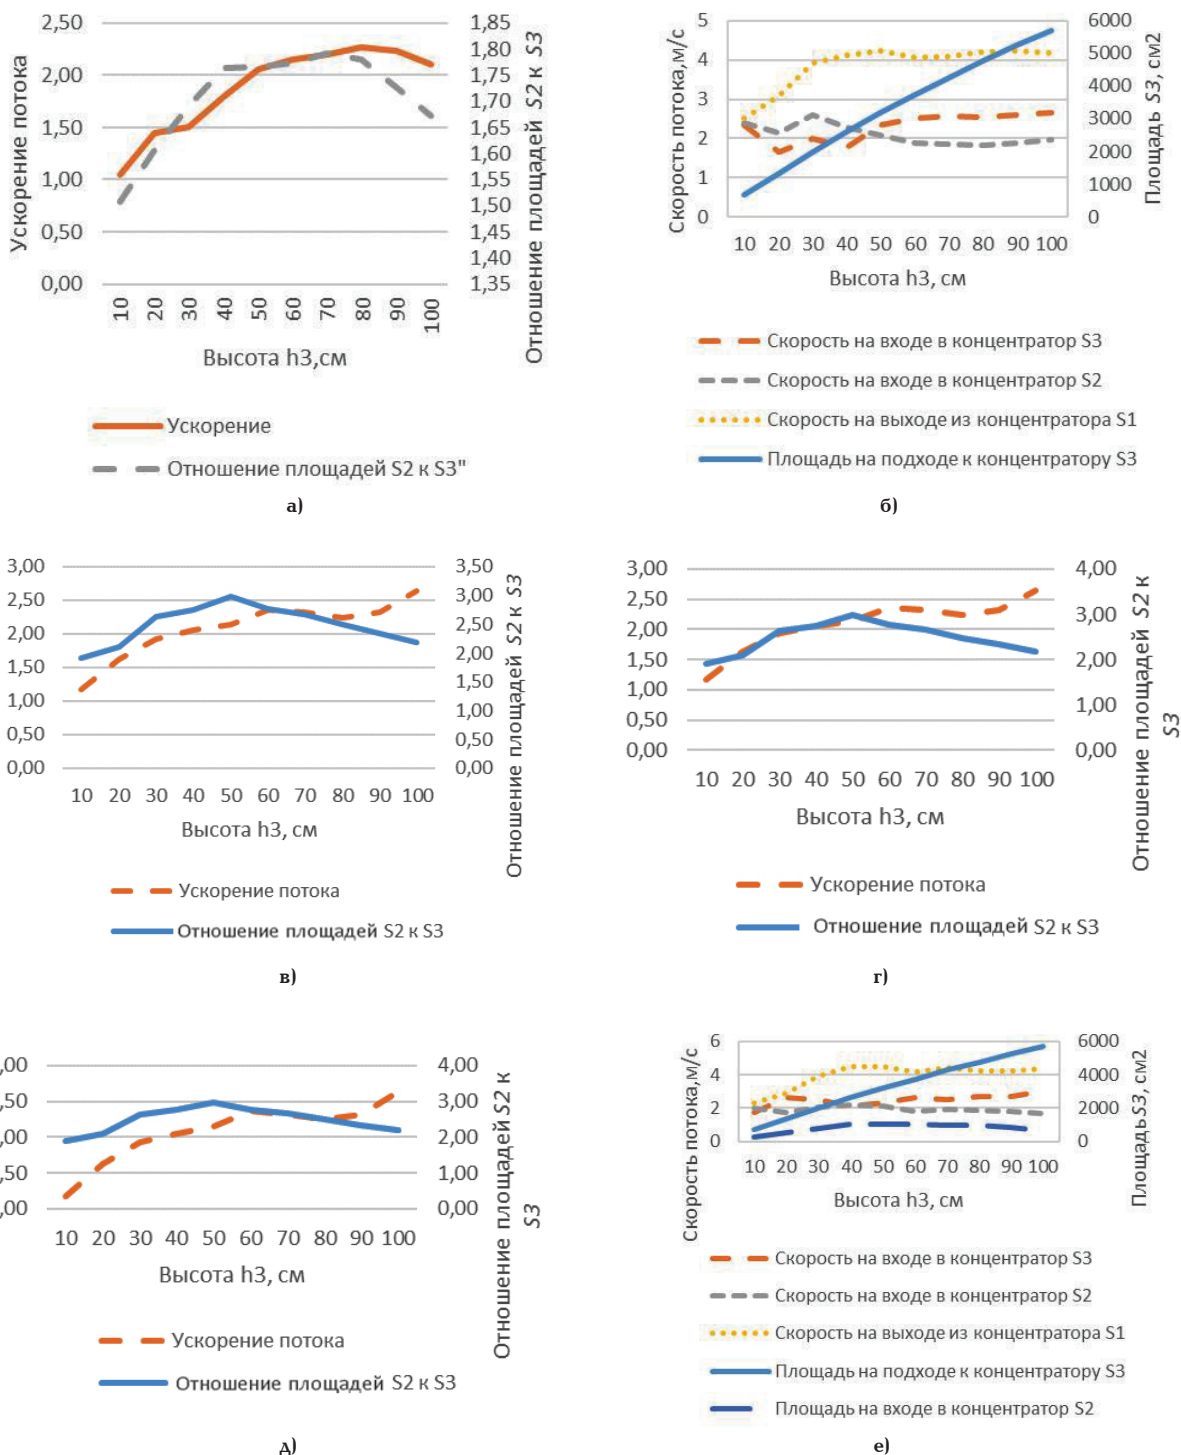 2,50
2,00
1,50
1,00
0,50
0,00
Ускорение потока
1,85
1,80
1,75
1,70
1,65
1,60
1,55
1,50
1,45
1,40
1,35
Отношение площадей S2 к S3
10 20 30 40 50 60 70 80 90 100
Высота h3,см
Ускорение
Отношение площадей S2 к S3"
а)
5
4
3
2
1
0
Скорость потока,м/с
6000
5000
4000
3000
2000
1000
0
Площадь S3, см2
10 20 30 40 50 60 70 80 90 100
Высота h3, см
Скорость на входе в концентратор S3
Скорость на входе в концентратор S2
Скорость на выходе из концентратора S1
Площадь на подходе к концентратору S3
б)
3,00
2,50
2,00
1,50
1,00
0,50
0,00
3,50
3,00
2,50
2,00
1,50
1,00
0,50
0,00
Отношение площадей S2 к S3
10 20 30 40 50 60 70 80 90 100
Высота h3, см
Ускорение потока
Отношение площадей S2 к S3
в)
3,00
2,50
2,00
1,50
1,00
0,50
0,00
4,00
3,00
2,00
1,00
0,00
Отношение площадей S2 к
S3
10 20 30 40 50 60 70 80 90 100
Высота h3, см
Ускорение потока
Отношение площадей S2 к S3
г)
,00
,50
,00
,50
,00
4,00
3,00
2,00
1,00
0,00
Отношение площадей S2 к
S3
10 20 30 40 50 60 70 80 90 100
Высота h3, см
Ускорение потока
Отношение площадей S2 к S3
д)
6
4
2
0
Скорость потока,м/с
6000
4000
2000
0
Площадь S3, см2
10 20 30 40 50 60 70 80 90 100
Высота h3, см
Скорость на входе в концентратор S3
Скорость на входе в концентратор S2
Скорость на выходе из концентратора S1
Площадь на подходе к концентратору S3
Площадь на входе в концентратор S2
е)